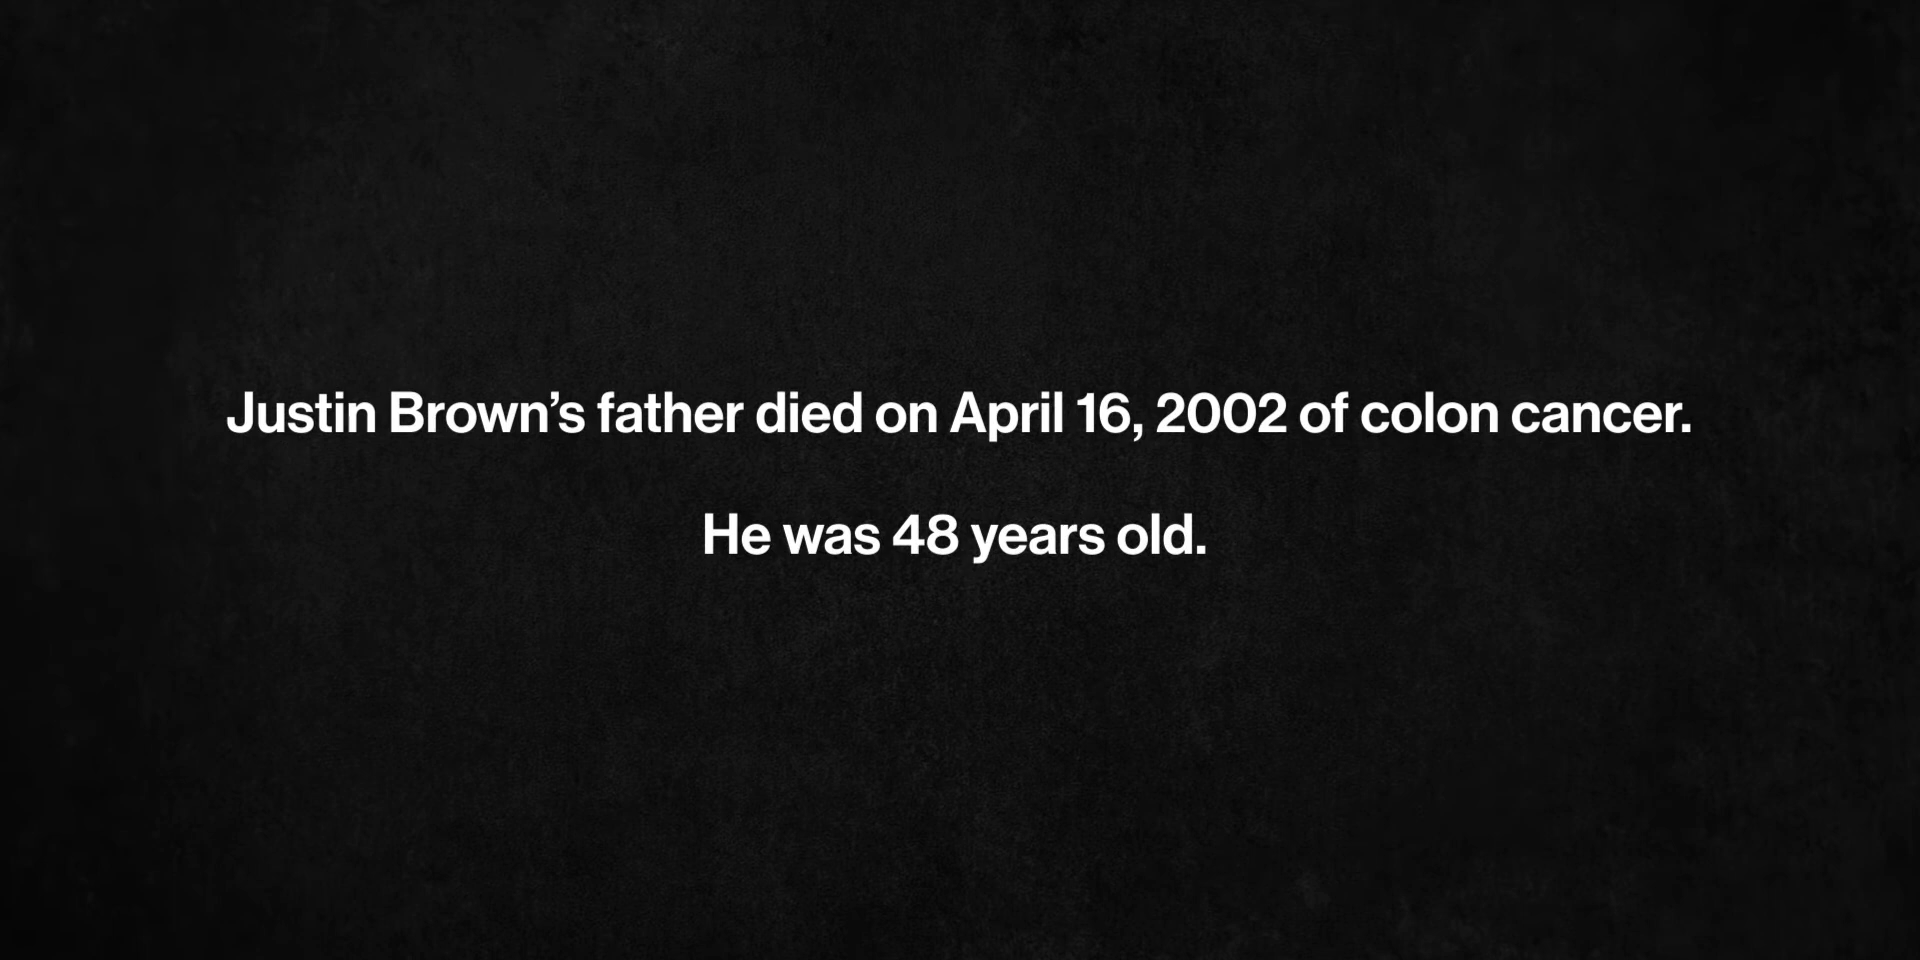 Justin Brown’s father died on April 16, 2002 of colon cancer.
He was 48 years old.